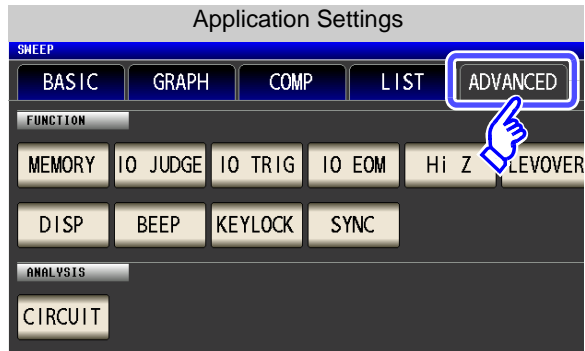 Application Settings
SWEEP
BASIC GRAPH COMP LIST ADVANCED
FUNCTION
MEMORY IO JUDGE IO TRIG IO EOM Hi Z LEVOVER
DISP BEEP KEYLOCK SYNC
ANALYSIS
CIRCUIT